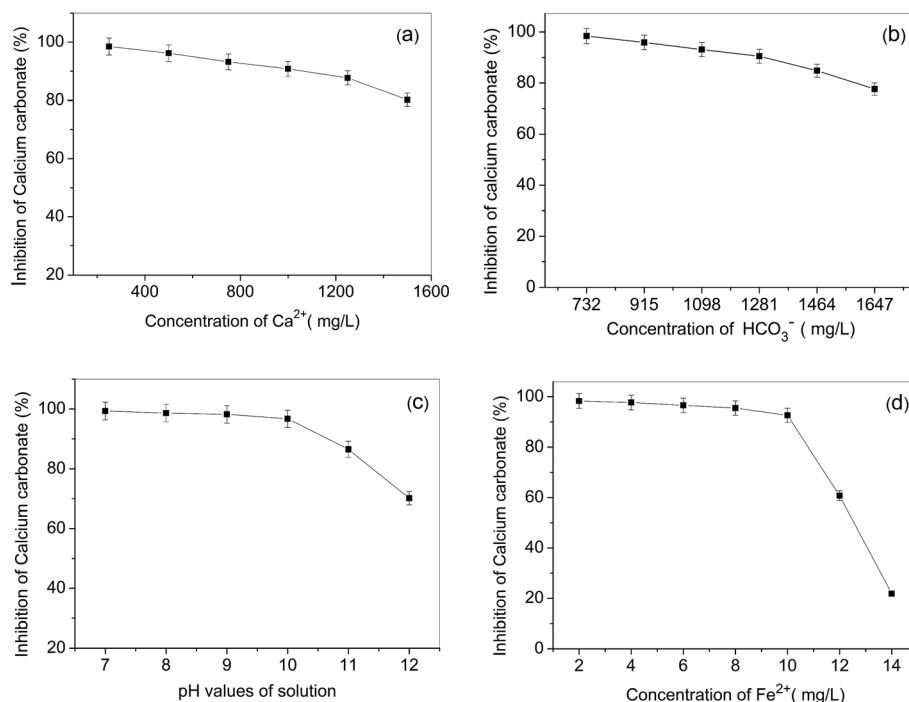 (a)
Inhibition of Calcium carbonate (%)
100
80
60
40
20
400 800 1200 1600
Concentration of Ca²⁺( mg/L)
(b)
Inhibition of calcium carbonate (%)
100
80
60
40
20
0
732 915 1098 1281 1464 1647
Concentration of HCO₃⁻ ( mg/L)
(c)
Inhibition of Calcium carbonate (%)
100
80
60
40
20
7 8 9 10 11 12
pH values of solution
(d)
Inhibition of Calcium carbonate (%)
100
80
60
40
20
0
2 4 6 8 10 12 14
Concentration of Fe²⁺( mg/L)